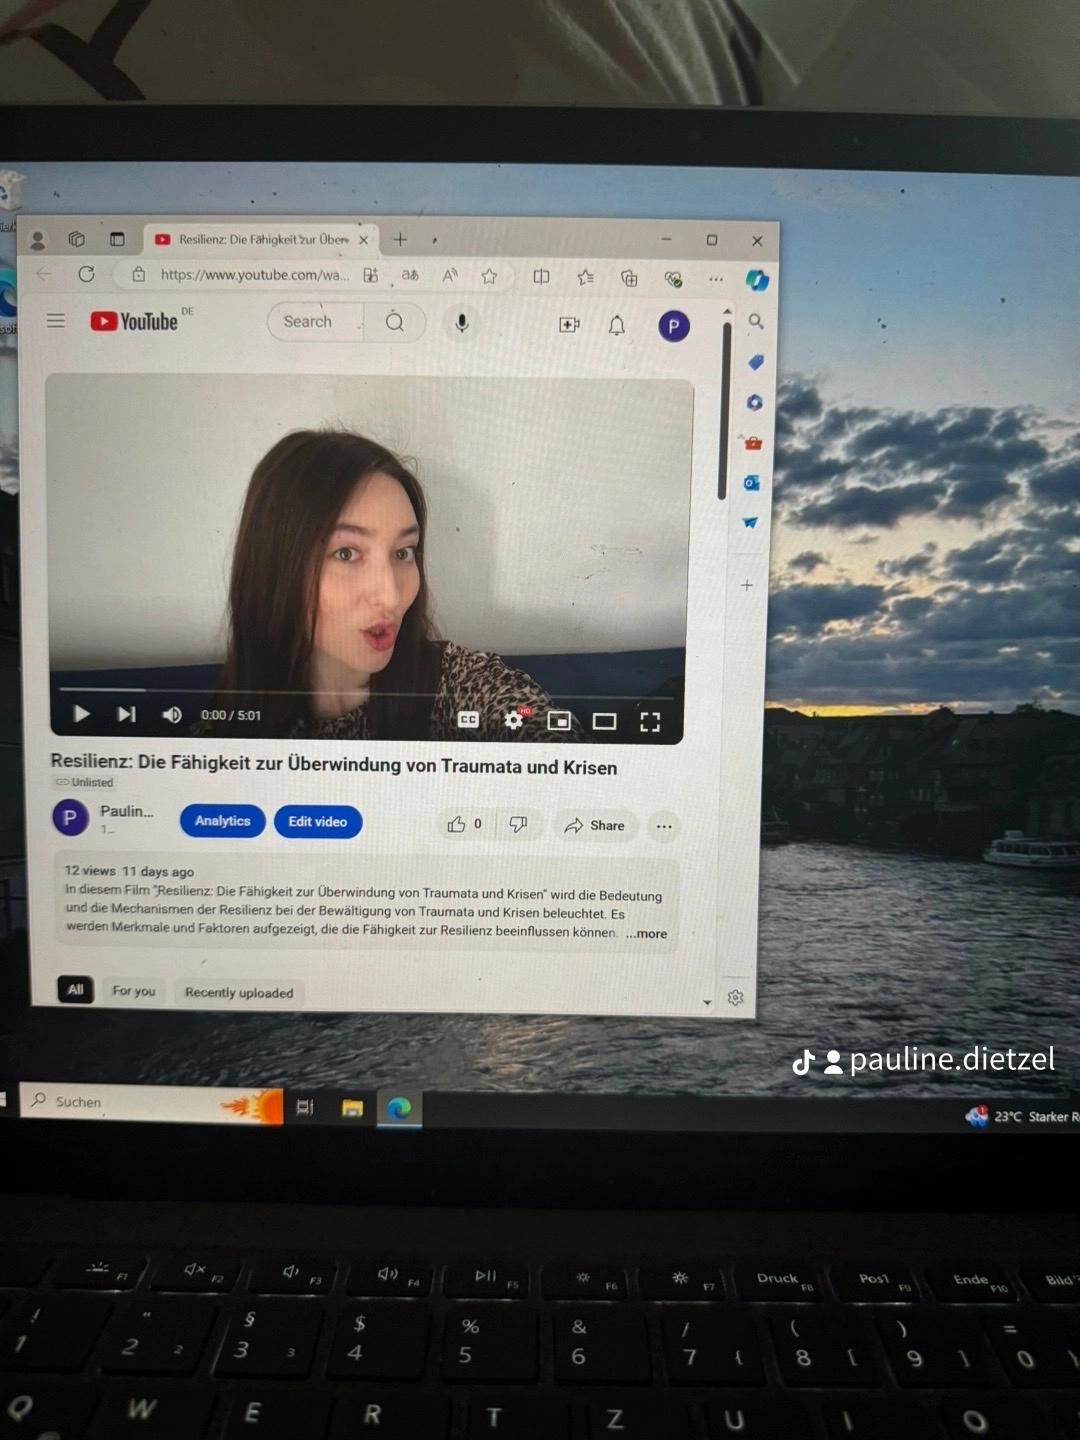 Resilienz: Die Fähigkeit zur Über
https://www.youtube.com/wa...
YouTube DE
Search
P
CC
HD
0:00 / 5:01
Resilienz: Die Fähigkeit zur Überwindung von Traumata und Krisen
Unlisted
P
Paulin...
1...
Analytics
Edit video
0
Share
12 views 11 days ago
In diesem Film "Resilienz: Die Fähigkeit zur Überwindung von Traumata und Krisen" wird die Bedeutung
und die Mechanismen der Resilienz bei der Bewältigung von Traumata und Krisen beleuchtet. Es
werden Merkmale und Faktoren aufgezeigt, die die Fähigkeit zur Resilienz beeinflussen können. ...more
All
For you
Recently uploaded
pauline.dietzel
Suchen
23°C Starker R
F1 F2 F3 F4 F5 F6 F7 Druck F8 Pos1 F9 Ende F10 Bild
! " § $ % & / ( ) =
1 2 2 3 3 4 5 6 7 { 8 [ 9 ] 0 }
Q W E R T Z U I O